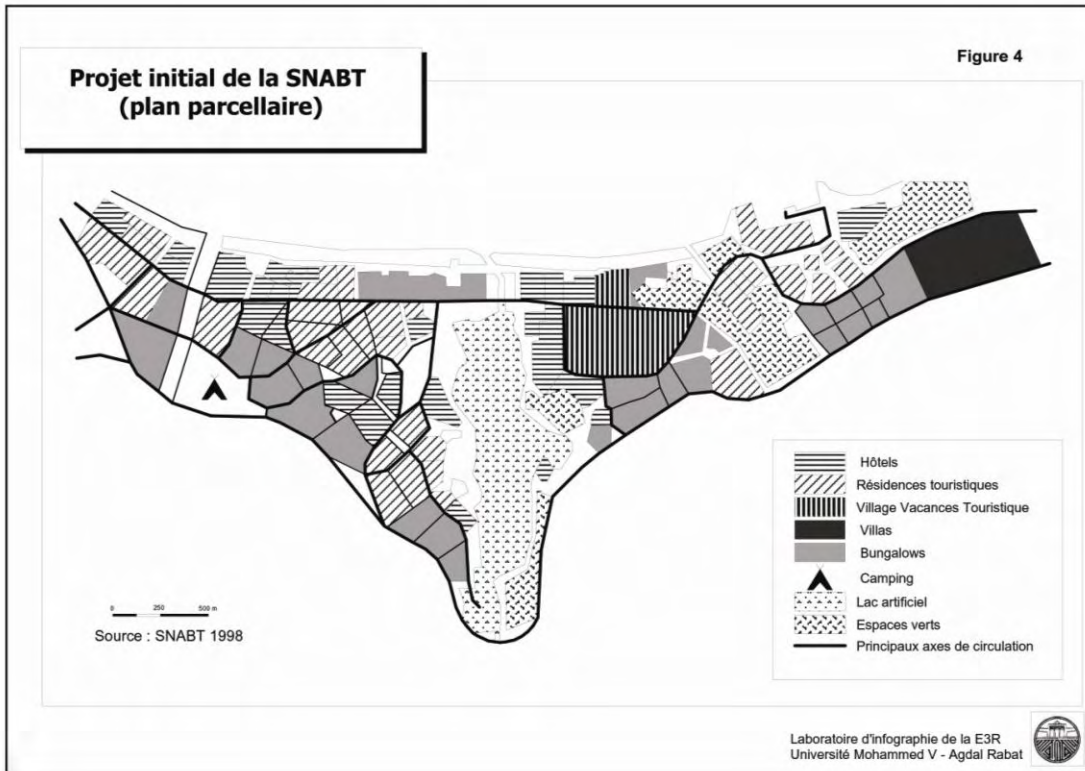 Figure 4
Projet initial de la SNABT
(plan parcellaire)
Hôtels
Résidences touristiques
Village Vacances Touristique
Villas
Bungalows
Camping
Lac artificiel
Espaces verts
Principaux axes de circulation
0 250 500 m
Source : SNABT 1998
Laboratoire d'infographie de la E3R
Université Mohammed V - Agdal Rabat